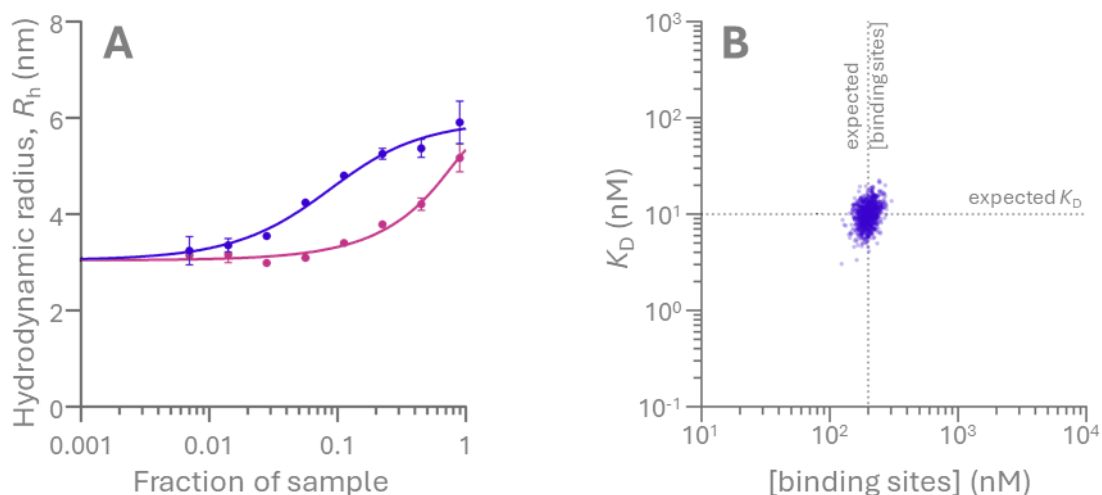 A
Hydrodynamic radius, Rh (nm)
8
6
4
2
0
0.001
0.01
0.1
1
Fraction of sample
B
KD (nM)
10³
10²
10¹
10⁰
10⁻¹
expected
[binding sites]
expected KD
10¹
10²
10³
10⁴
[binding sites] (nM)